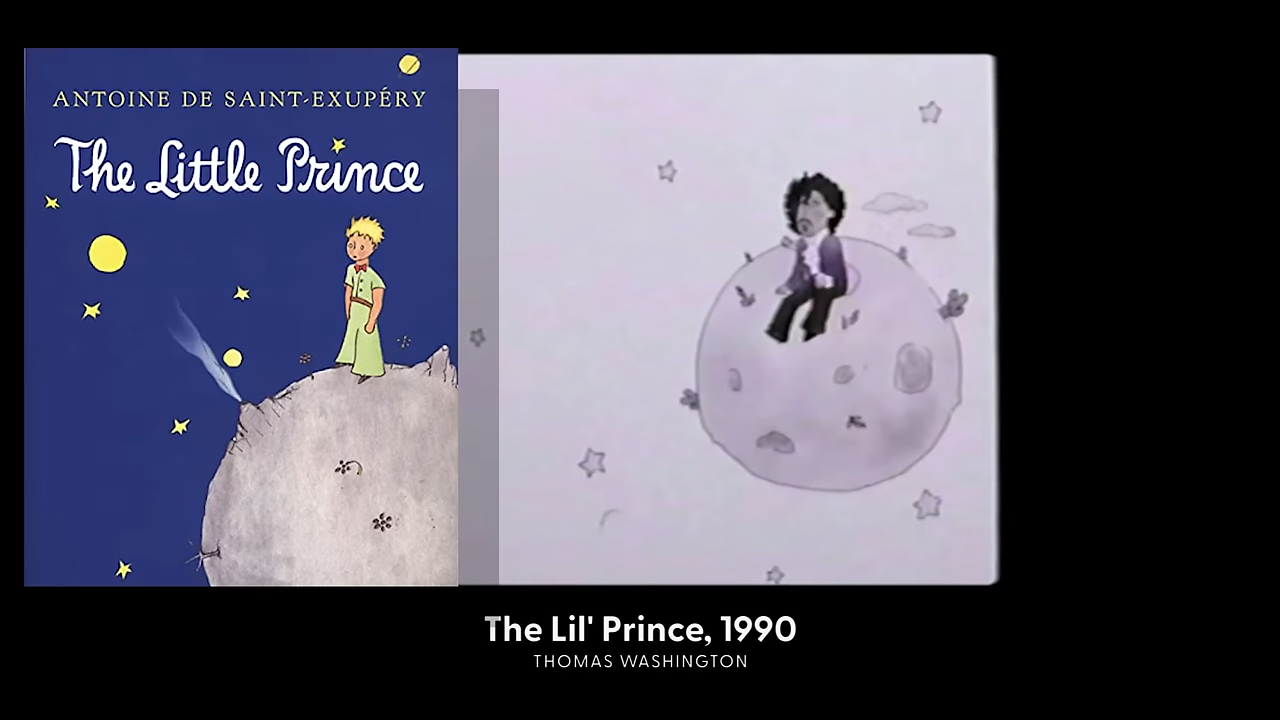 ANTOINE DE SAINT-EXUPÉRY
The Little Prince
The Lil' Prince, 1990
THOMAS WASHINGTON